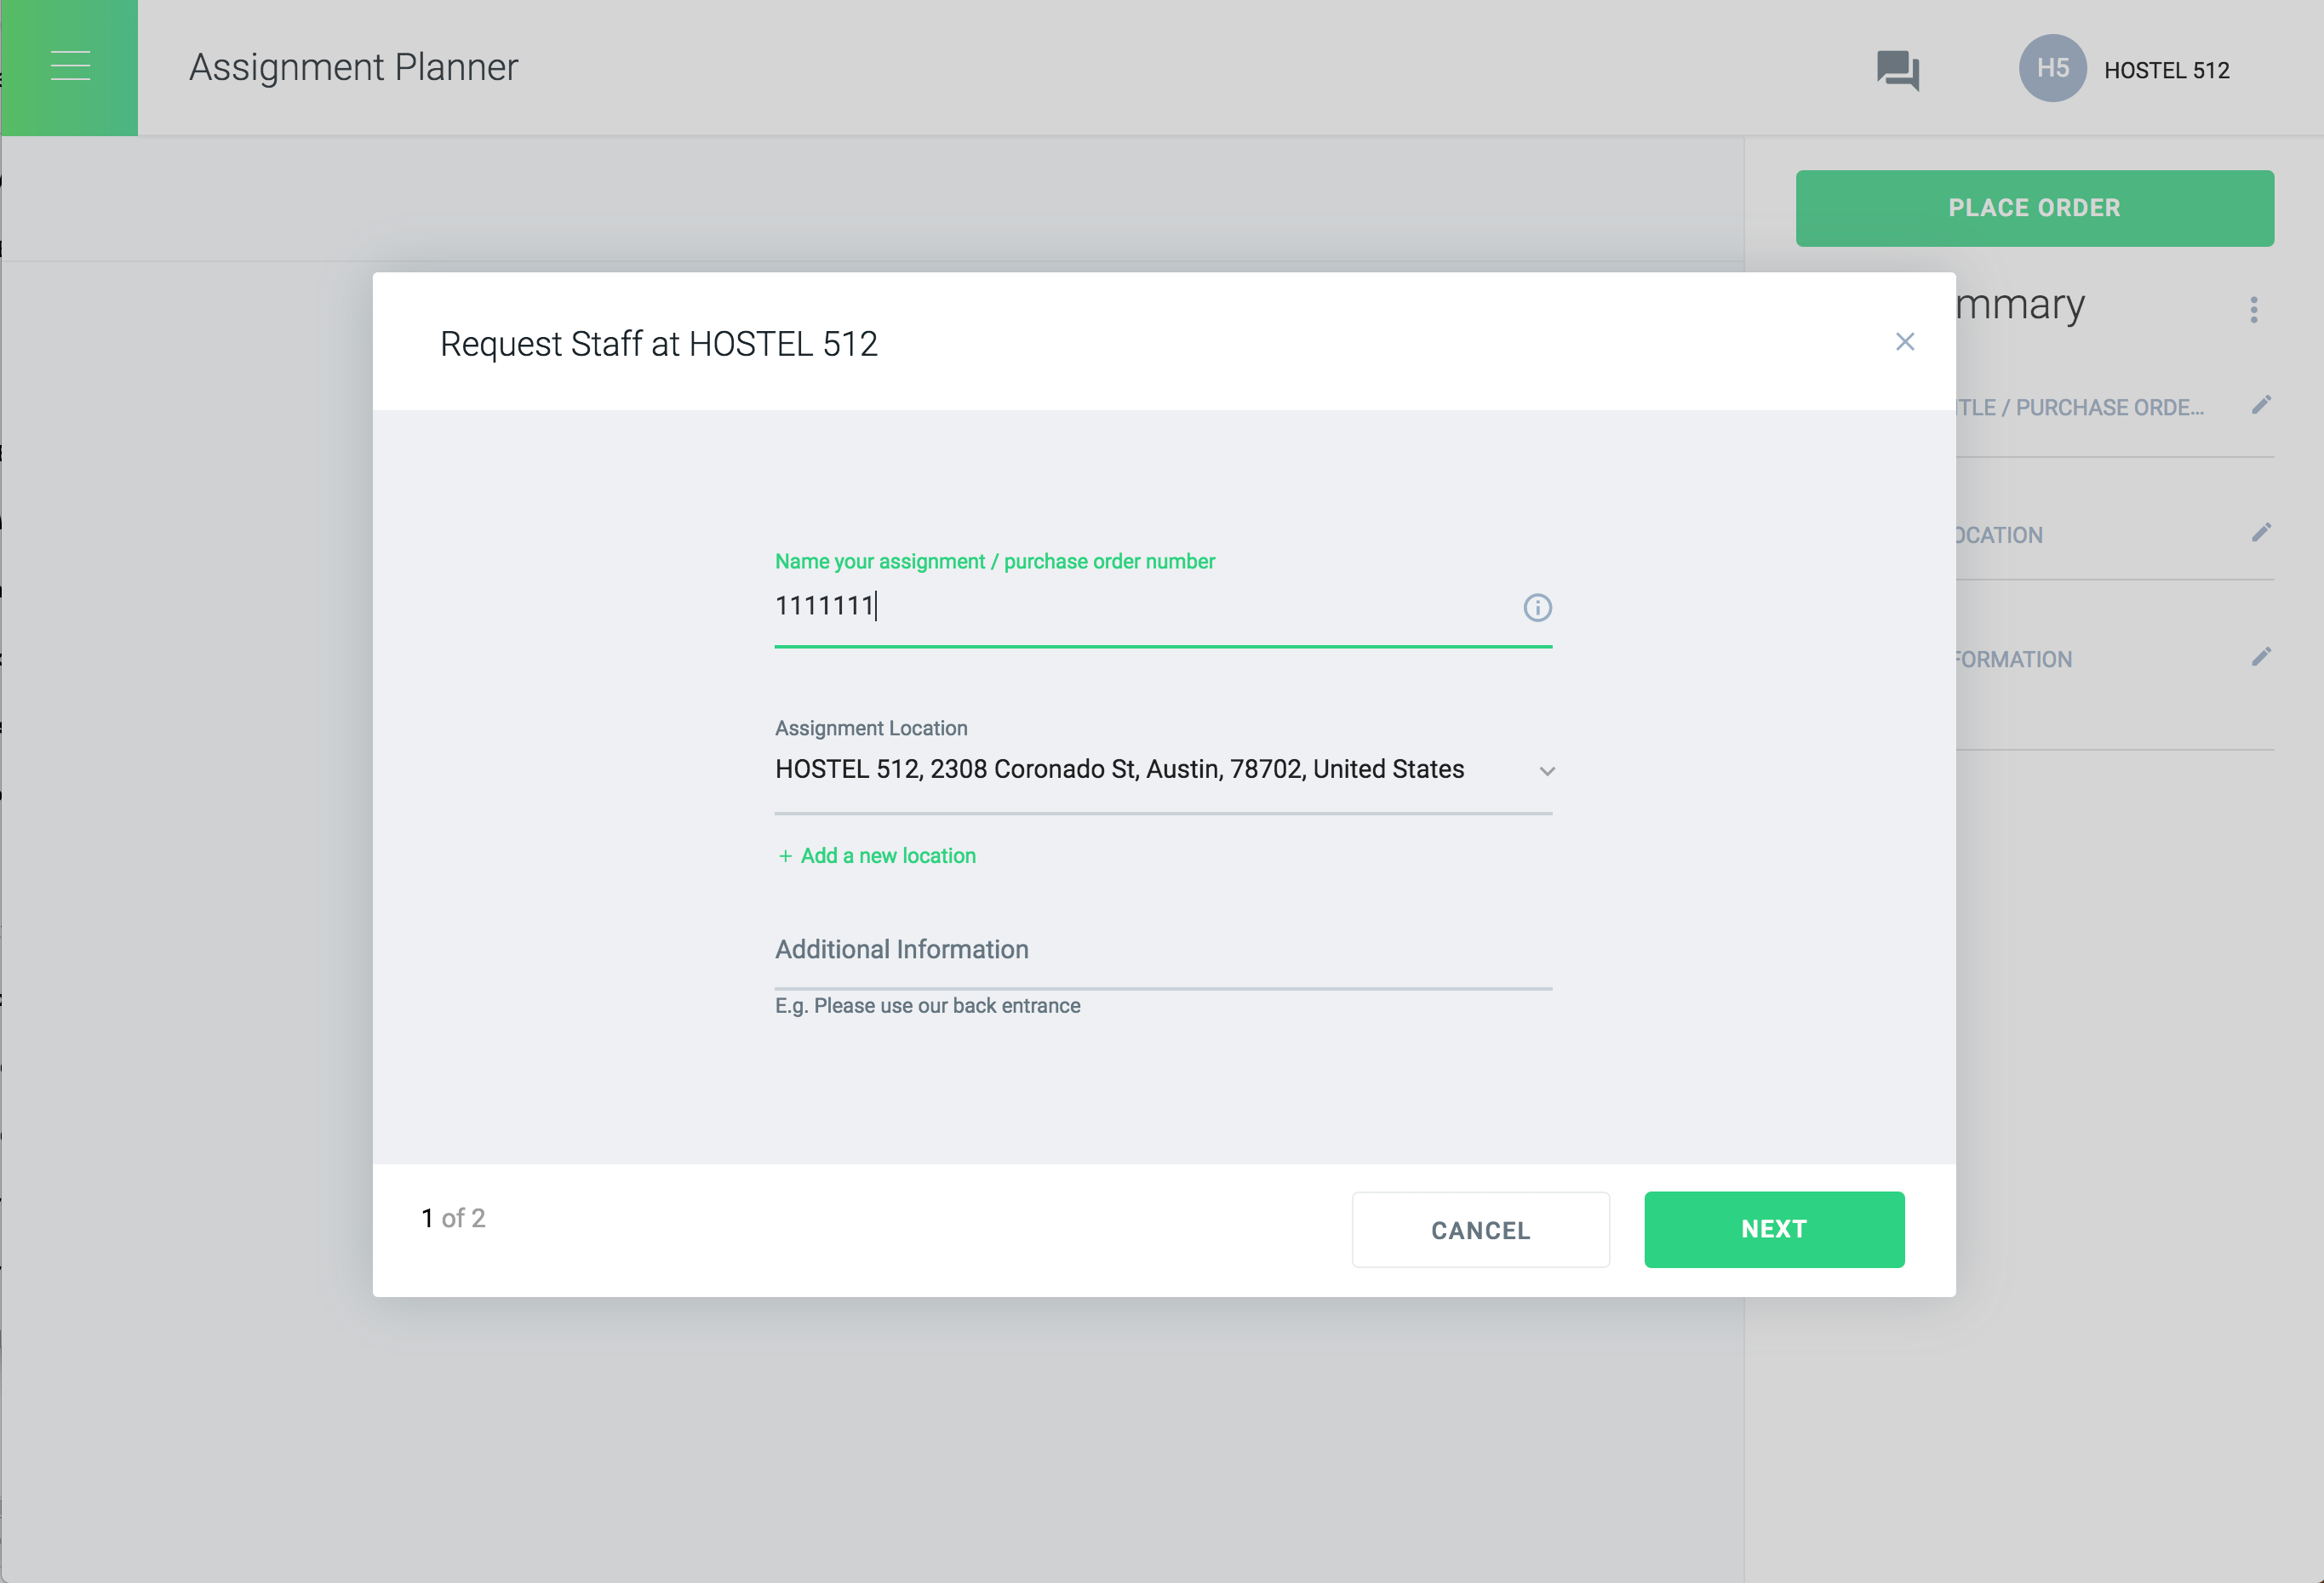 Assignment Planner
H5 HOSTEL 512
PLACE ORDER
mmary
Request Staff at HOSTEL 512
TLE / PURCHASE ORDE...
Name your assignment / purchase order number
1111111
OCATION
FORMATION
Assignment Location
HOSTEL 512, 2308 Coronado St, Austin, 78702, United States
+ Add a new location
Additional Information
E.g. Please use our back entrance
1 of 2
CANCEL
NEXT